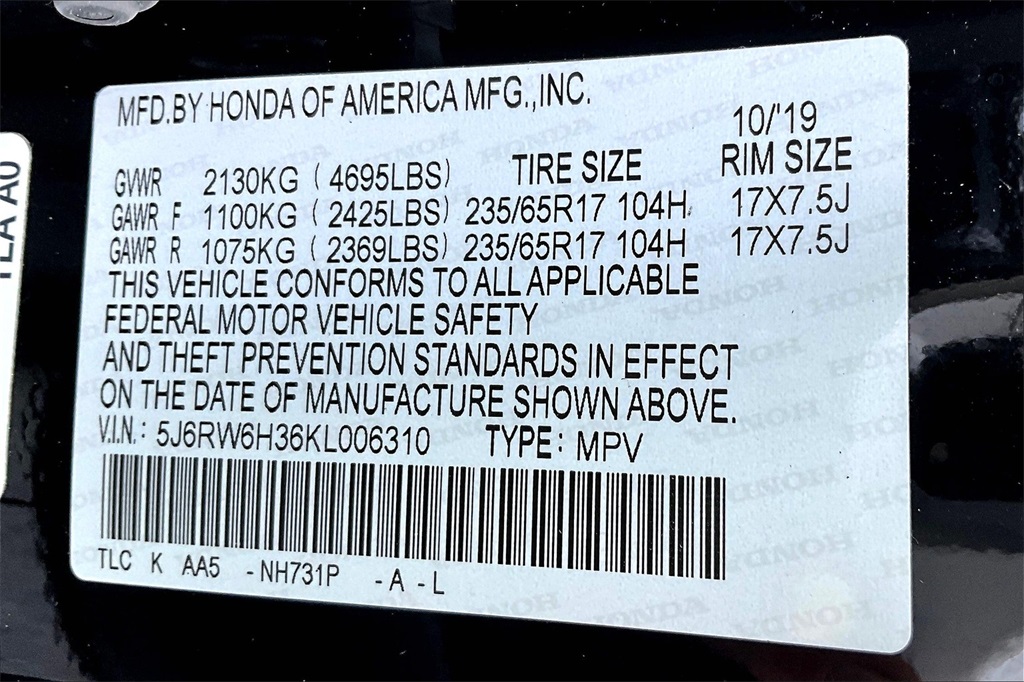 MFD.BY HONDA OF AMERICA MFG.,INC.
10/'19
GVWR 2130KG (4695LBS) TIRE SIZE RIM SIZE
GAWR F 1100KG (2425LBS) 235/65R17 104H 17X7.5J
GAWR R 1075KG (2369LBS) 235/65R17 104H 17X7.5J
THIS VEHICLE CONFORMS TO ALL APPLICABLE
FEDERAL MOTOR VEHICLE SAFETY
AND THEFT PREVENTION STANDARDS IN EFFECT
ON THE DATE OF MANUFACTURE SHOWN ABOVE.
V.I.N.: 5J6RW6H36KL006310 TYPE: MPV
TLC K AA5 -NH731P -A-L